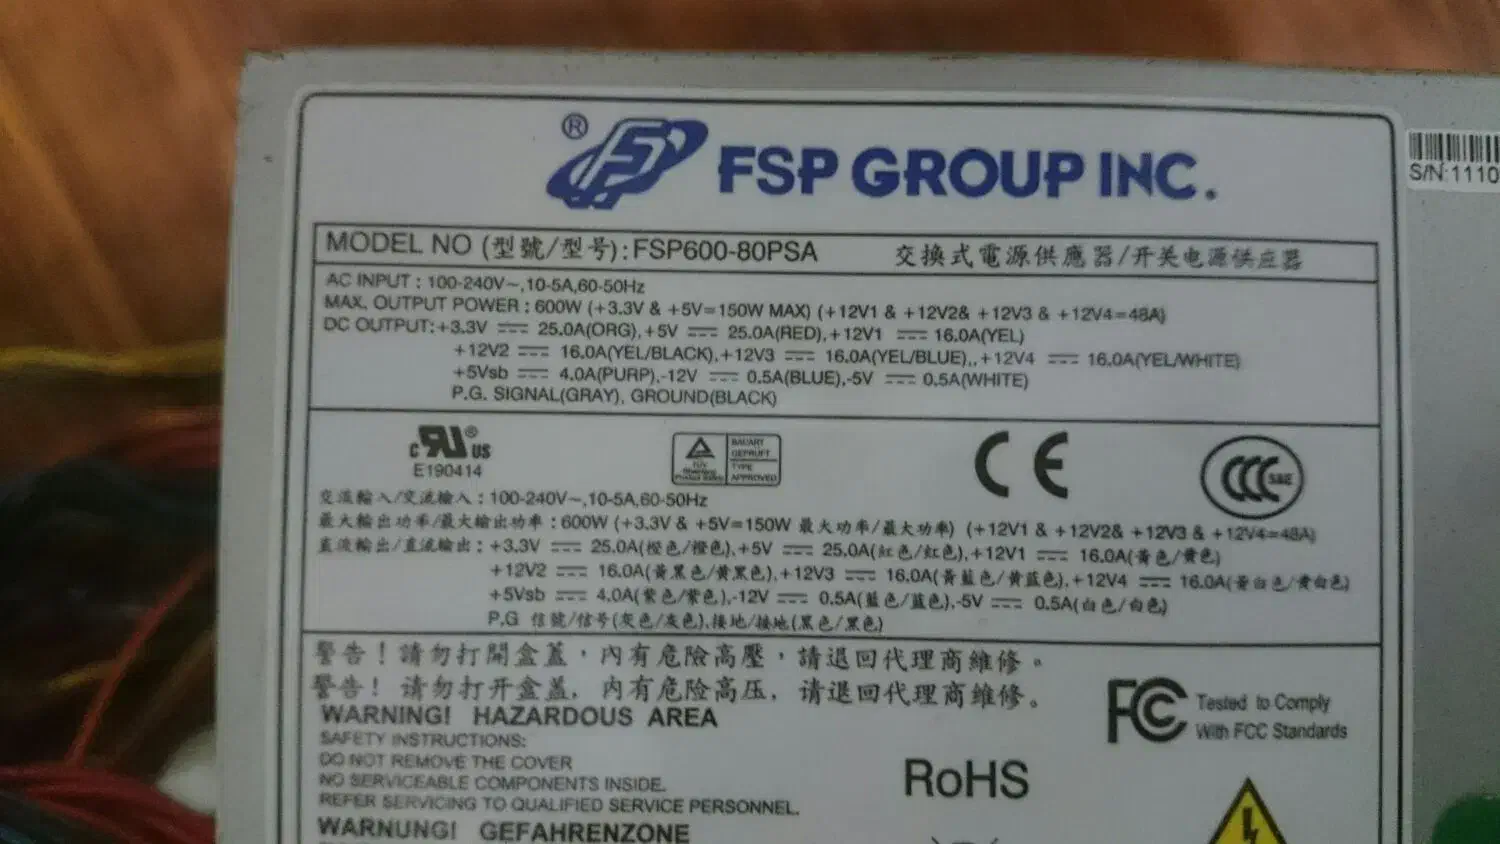 ® FSP GROUP INC.
S/N:1110
MODEL NO (型號/型号):FSP600-80PSA 交換式電源供應器/开关电源供应器
AC INPUT : 100-240V~,10-5A,60-50Hz
MAX. OUTPUT POWER : 600W (+3.3V & +5V=150W MAX) (+12V1 & +12V2& +12V3 & +12V4=48A)
DC OUTPUT:+3.3V ⎓ 25.0A(ORG),+5V ⎓ 25.0A(RED),+12V1 ⎓ 16.0A(YEL)
+12V2 ⎓ 16.0A(YEL/BLACK),+12V3 ⎓ 16.0A(YEL/BLUE),,+12V4 ⎓ 16.0A(YEL/WHITE)
+5Vsb ⎓ 4.0A(PURP),-12V ⎓ 0.5A(BLUE),-5V ⎓ 0.5A(WHITE)
P.G. SIGNAL(GRAY), GROUND(BLACK)
c RU® US
E190414
TÜV
Product Safety
BAUART
GEPRUFT
TYPE
APPROVED
CE
CCC S&E
交流輸入/交流输入 : 100-240V~,10-5A,60-50Hz
最大輸出功率/最大输出功率 : 600W (+3.3V & +5V=150W 最大功率/最大功率) (+12V1 & +12V2& +12V3 & +12V4=48A)
直流輸出/直流输出 : +3.3V ⎓ 25.0A(橙色/橙色),+5V ⎓ 25.0A(紅色/红色),+12V1 ⎓ 16.0A(黃色/黄色)
+12V2 ⎓ 16.0A(黃黑色/黄黑色),+12V3 ⎓ 16.0A(黃藍色/黄蓝色),+12V4 ⎓ 16.0A(黃白色/黄白色)
+5Vsb ⎓ 4.0A(紫色/紫色),-12V ⎓ 0.5A(藍色/蓝色),-5V ⎓ 0.5A(白色/白色)
P.G 信號/信号(灰色/灰色),接地/接地(黑色/黑色)
警告！請勿打開盒蓋，內有危險高壓，請退回代理商維修。
警告！请勿打开盒盖，内有危险高压，请退回代理商维修。
WARNING! HAZARDOUS AREA
SAFETY INSTRUCTIONS:
DO NOT REMOVE THE COVER
NO SERVICEABLE COMPONENTS INSIDE.
REFER SERVICING TO QUALIFIED SERVICE PERSONNEL.
WARNUNG! GEFAHRENZONE
FC Tested to Comply
With FCC Standards
RoHS